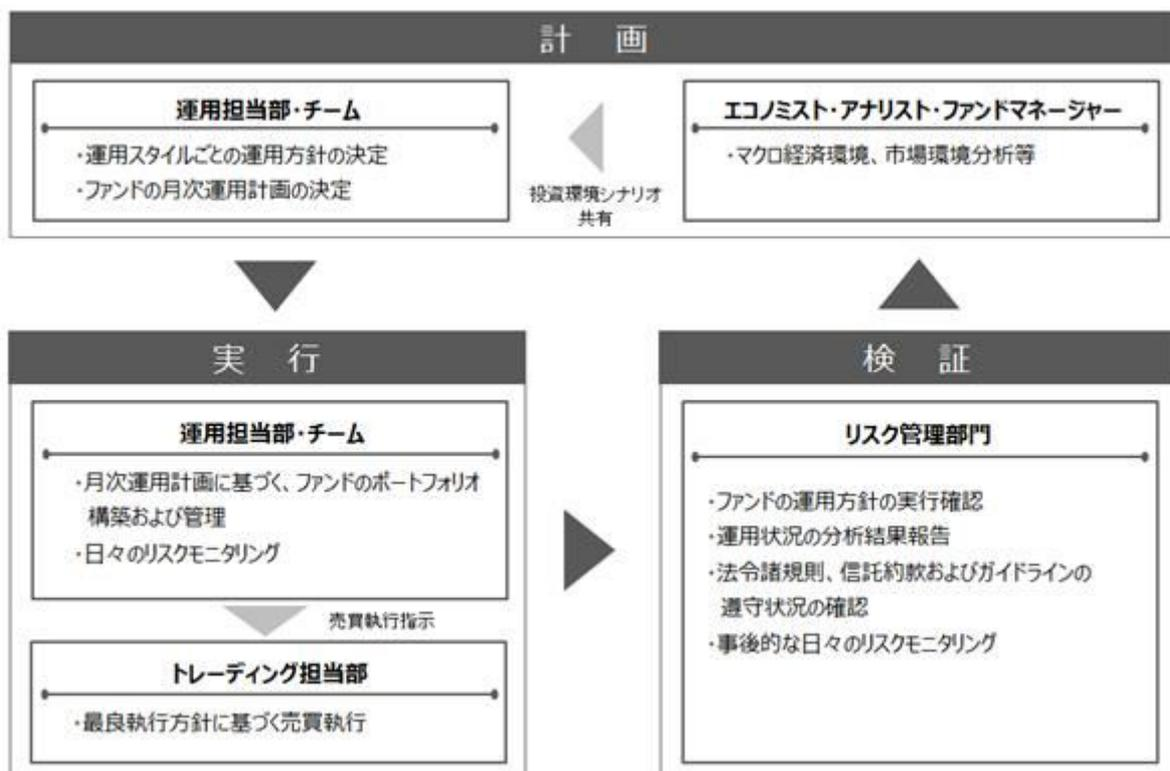 計 画
運用担当部・チーム
・運用スタイルごとの運用方針の決定
・ファンドの月次運用計画の決定
投資環境シナリオ
共有
エコノミスト・アナリスト・ファンドマネージャー
・マクロ経済環境、市場環境分析等
実 行
運用担当部・チーム
・月次運用計画に基づく、ファンドのポートフォリオ
構築および管理
・日々のリスクモニタリング
売買執行指示
トレーディング担当部
・最良執行方針に基づく売買執行
検 証
リスク管理部門
・ファンドの運用方針の実行確認
・運用状況の分析結果報告
・法令諸規則、信託約款およびガイドラインの
遵守状況の確認
・事後的な日々のリスクモニタリング